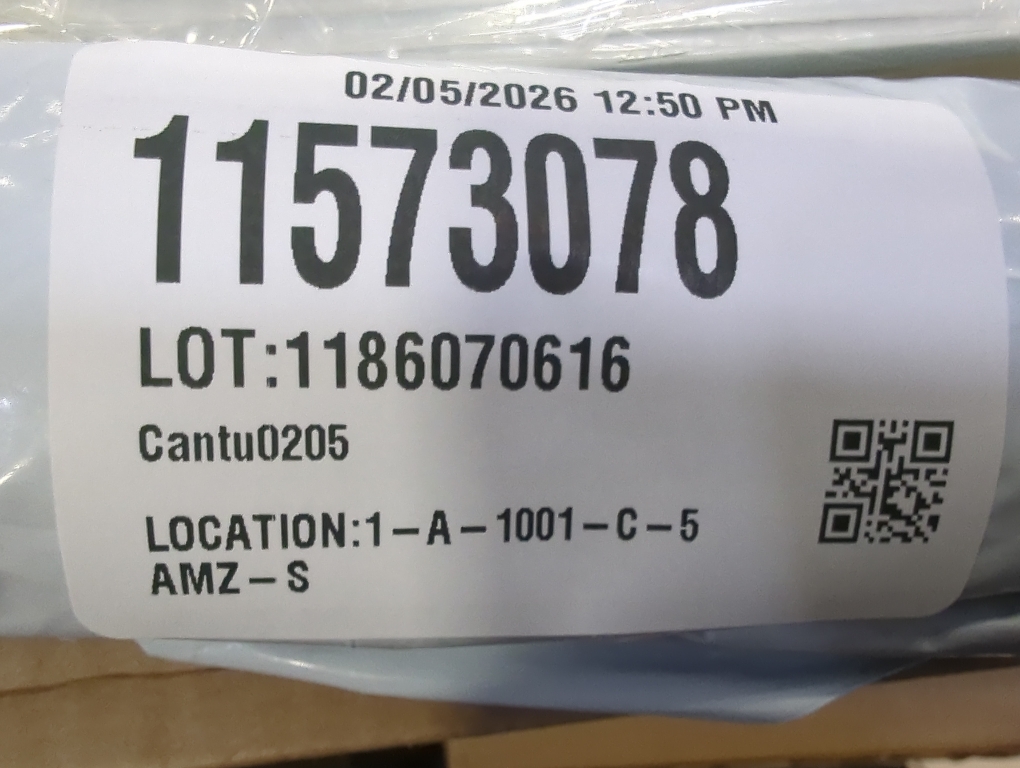 02/05/2026 12:50 PM
11573078
LOT:1186070616
Cantu0205
LOCATION:1-A-1001-C-5
AMZ-S